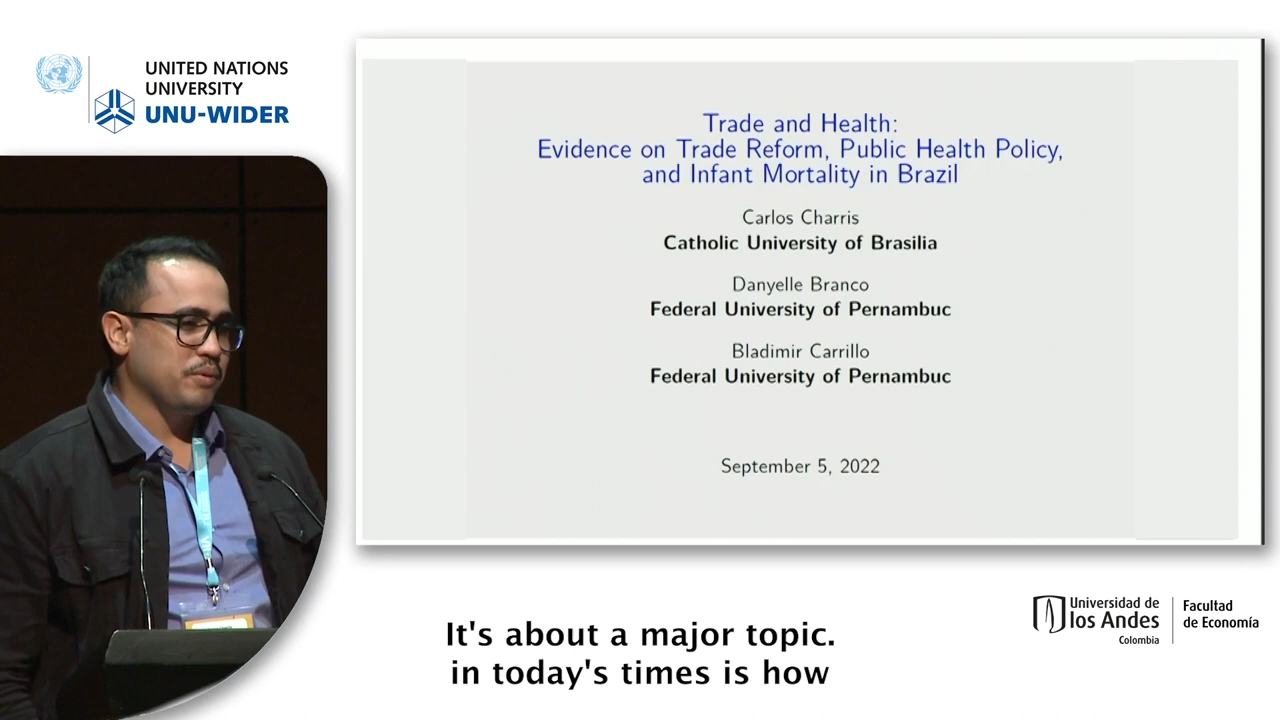 UNITED NATIONS
UNIVERSITY
UNU-WIDER
Trade and Health:
Evidence on Trade Reform, Public Health Policy,
and Infant Mortality in Brazil
Carlos Charris
Catholic University of Brasilia
Danyelle Branco
Federal University of Pernambuc
Bladimir Carrillo
Federal University of Pernambuc
September 5, 2022
It's about a major topic.
in today's times is how
Universidad de
los Andes
Colombia
Facultad
de Economía